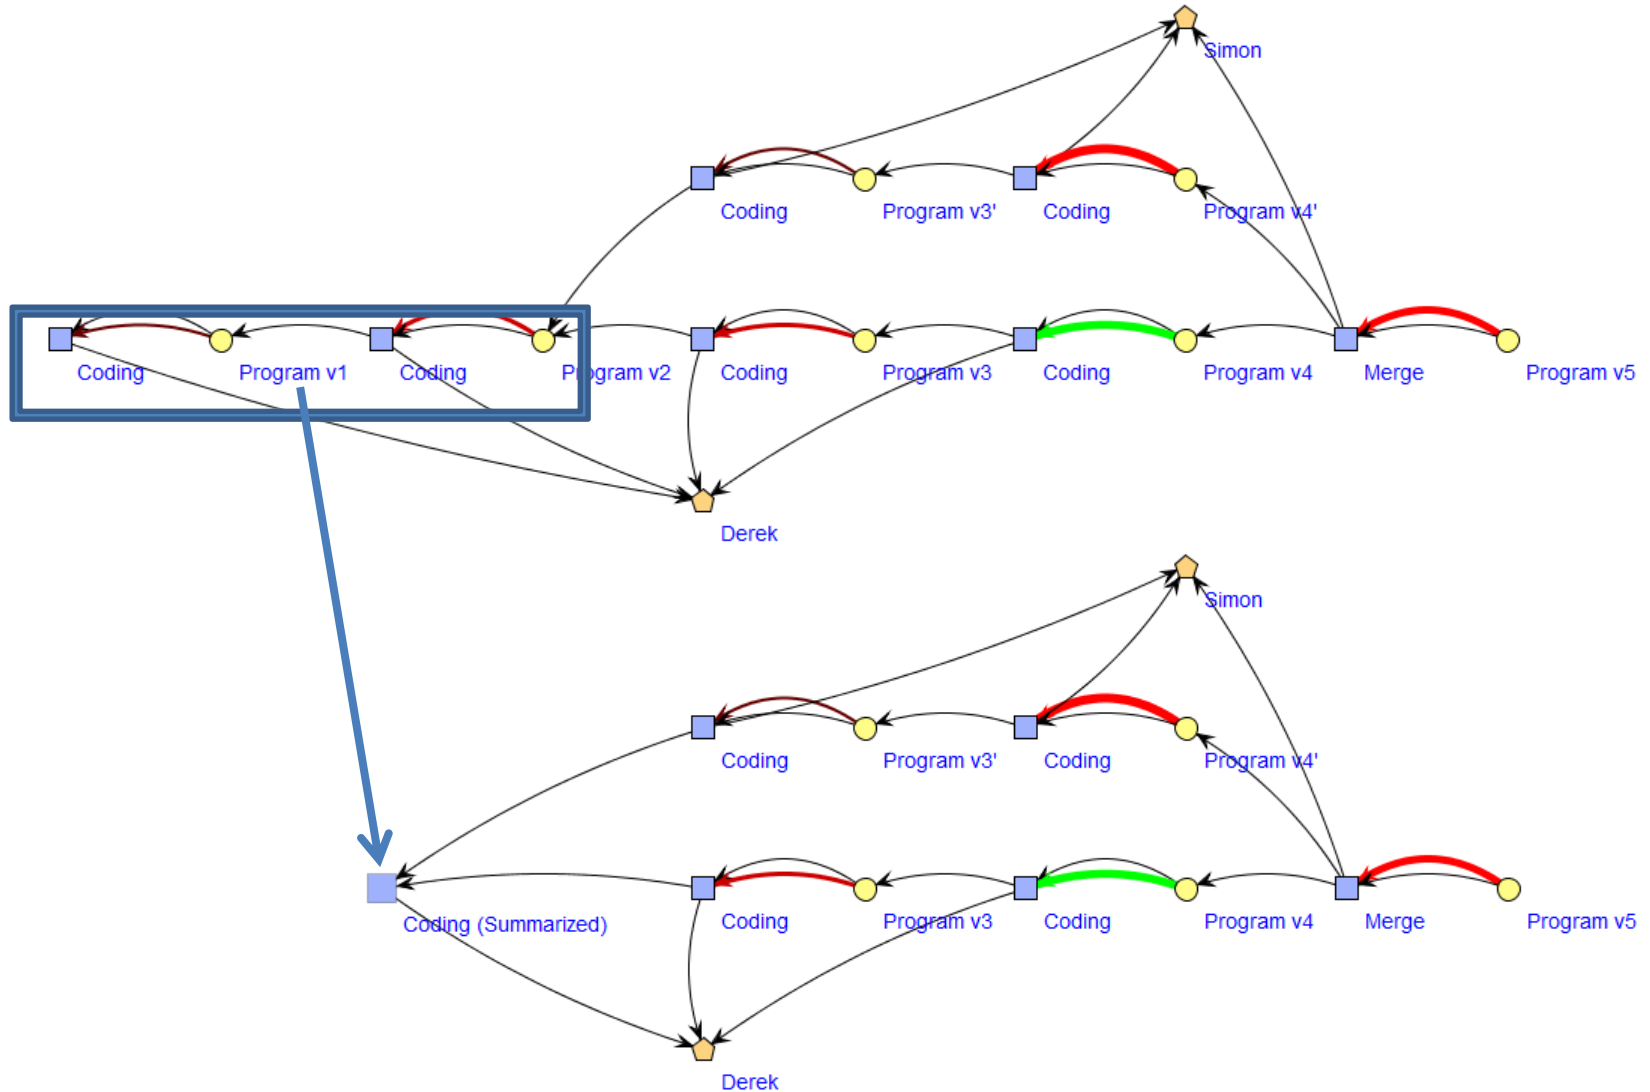 Simon
Coding
Program v3'
Coding
Program v4'
Coding
Program v1
Coding
Program v2
Coding
Program v3
Coding
Program v4
Merge
Program v5
Derek
Simon
Coding
Program v3'
Coding
Program v4'
Coding (Summarized)
Coding
Program v3
Coding
Program v4
Merge
Program v5
Derek